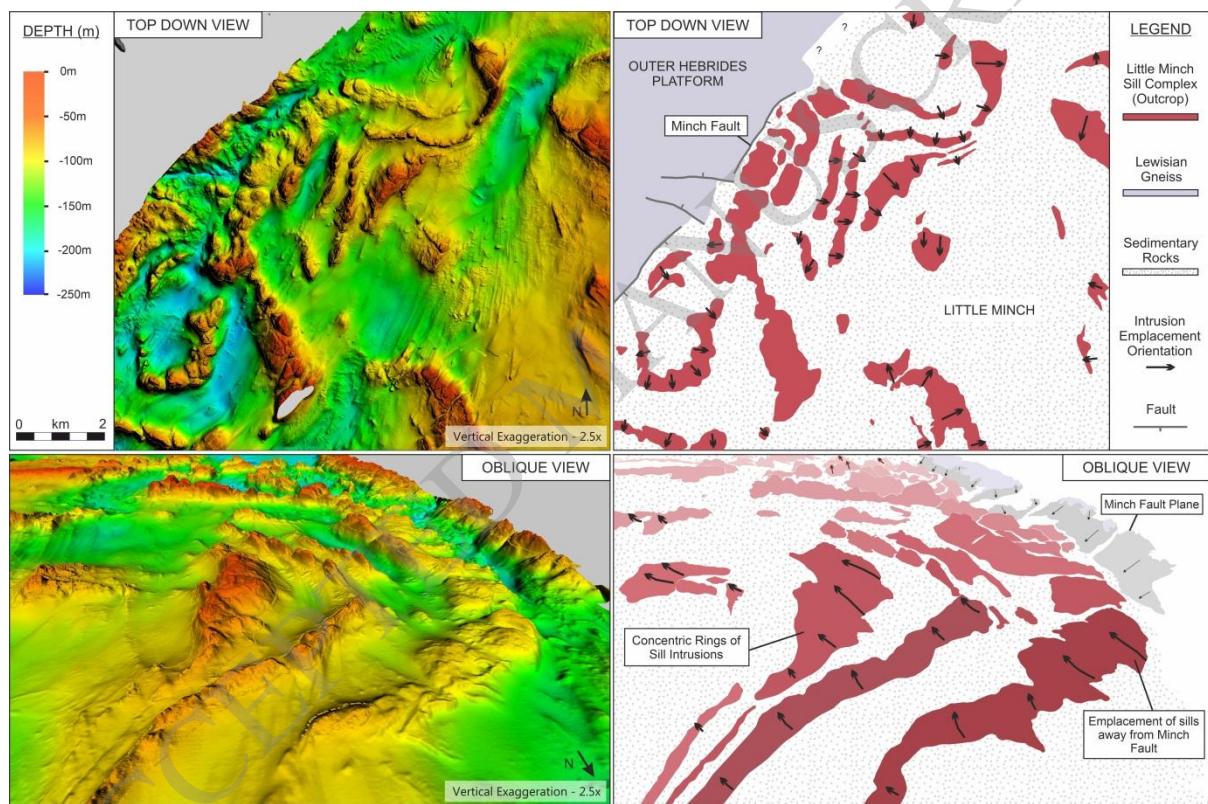 DEPTH (m)
0m
-50m
-100m
-150m
-200m
-250m
0 km 2
TOP DOWN VIEW
N
Vertical Exaggeration - 2.5x
TOP DOWN VIEW
? ?
OUTER HEBRIDES
PLATFORM
Minch Fault
LITTLE MINCH
LEGEND
Little Minch
Sill Complex
(Outcrop)
Lewisian
Gneiss
Sedimentary
Rocks
Intrusion
Emplacement
Orientation
Fault
OBLIQUE VIEW
N
Vertical Exaggeration - 2.5x
OBLIQUE VIEW
Minch Fault Plane
Concentric Rings of
Sill Intrusions
Emplacement of sills
away from Minch
Fault